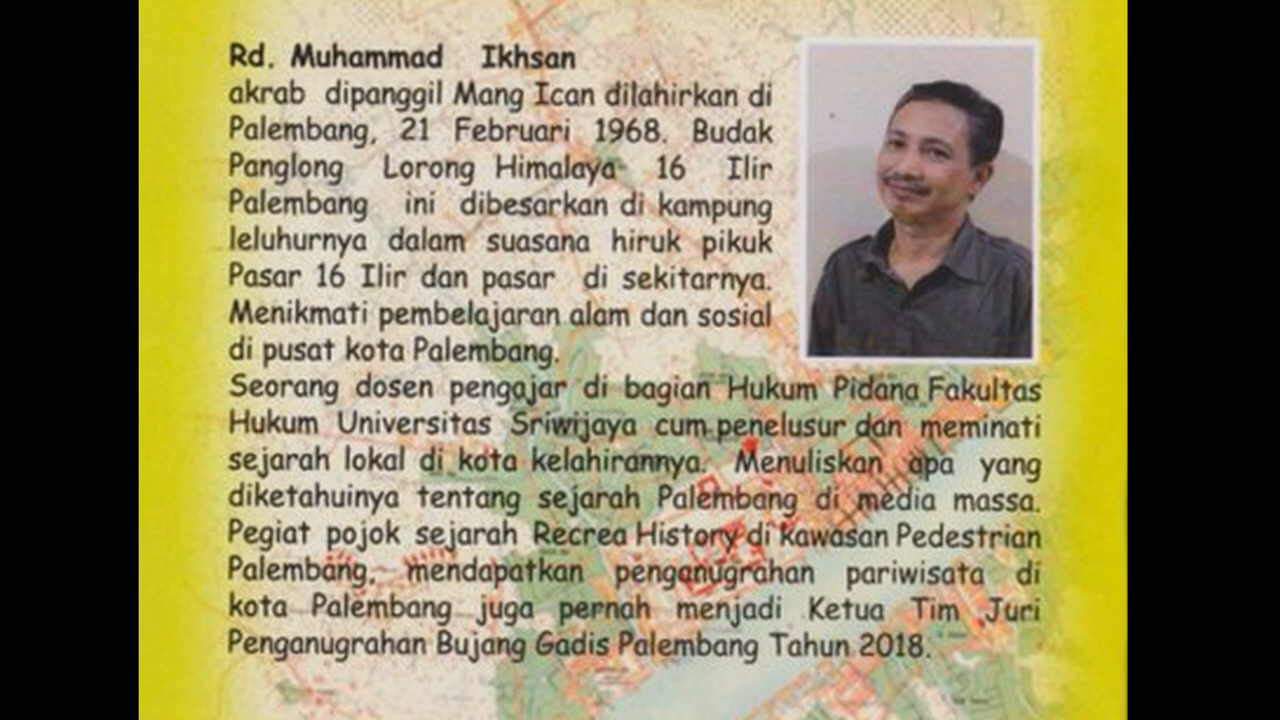 Rd. Muhammad Ikhsan
akrab dipanggil Mang Ican dilahirkan di
Palembang, 21 Februari 1968. Budak
Panglong Lorong Himalaya 16 Ilir
Palembang ini dibesarkan di kampung
leluhurnya dalam suasana hiruk pikuk
Pasar 16 Ilir dan pasar di sekitarnya.
Menikmati pembelajaran alam dan sosial
di pusat kota Palembang.
Seorang dosen pengajar di bagian Hukum Pidana Fakultas
Hukum Universitas Sriwijaya cum penelusur dan meminati
sejarah lokal di kota kelahirannya. Menuliskan apa yang
diketahuinya tentang sejarah Palembang di media massa.
Pegiat pojok sejarah Recrea History di kawasan Pedestrian
Palembang, mendapatkan penganugrahan pariwisata di
kota Palembang juga pernah menjadi Ketua Tim Juri
Penganugrahan Bujang Gadis Palembang Tahun 2018.